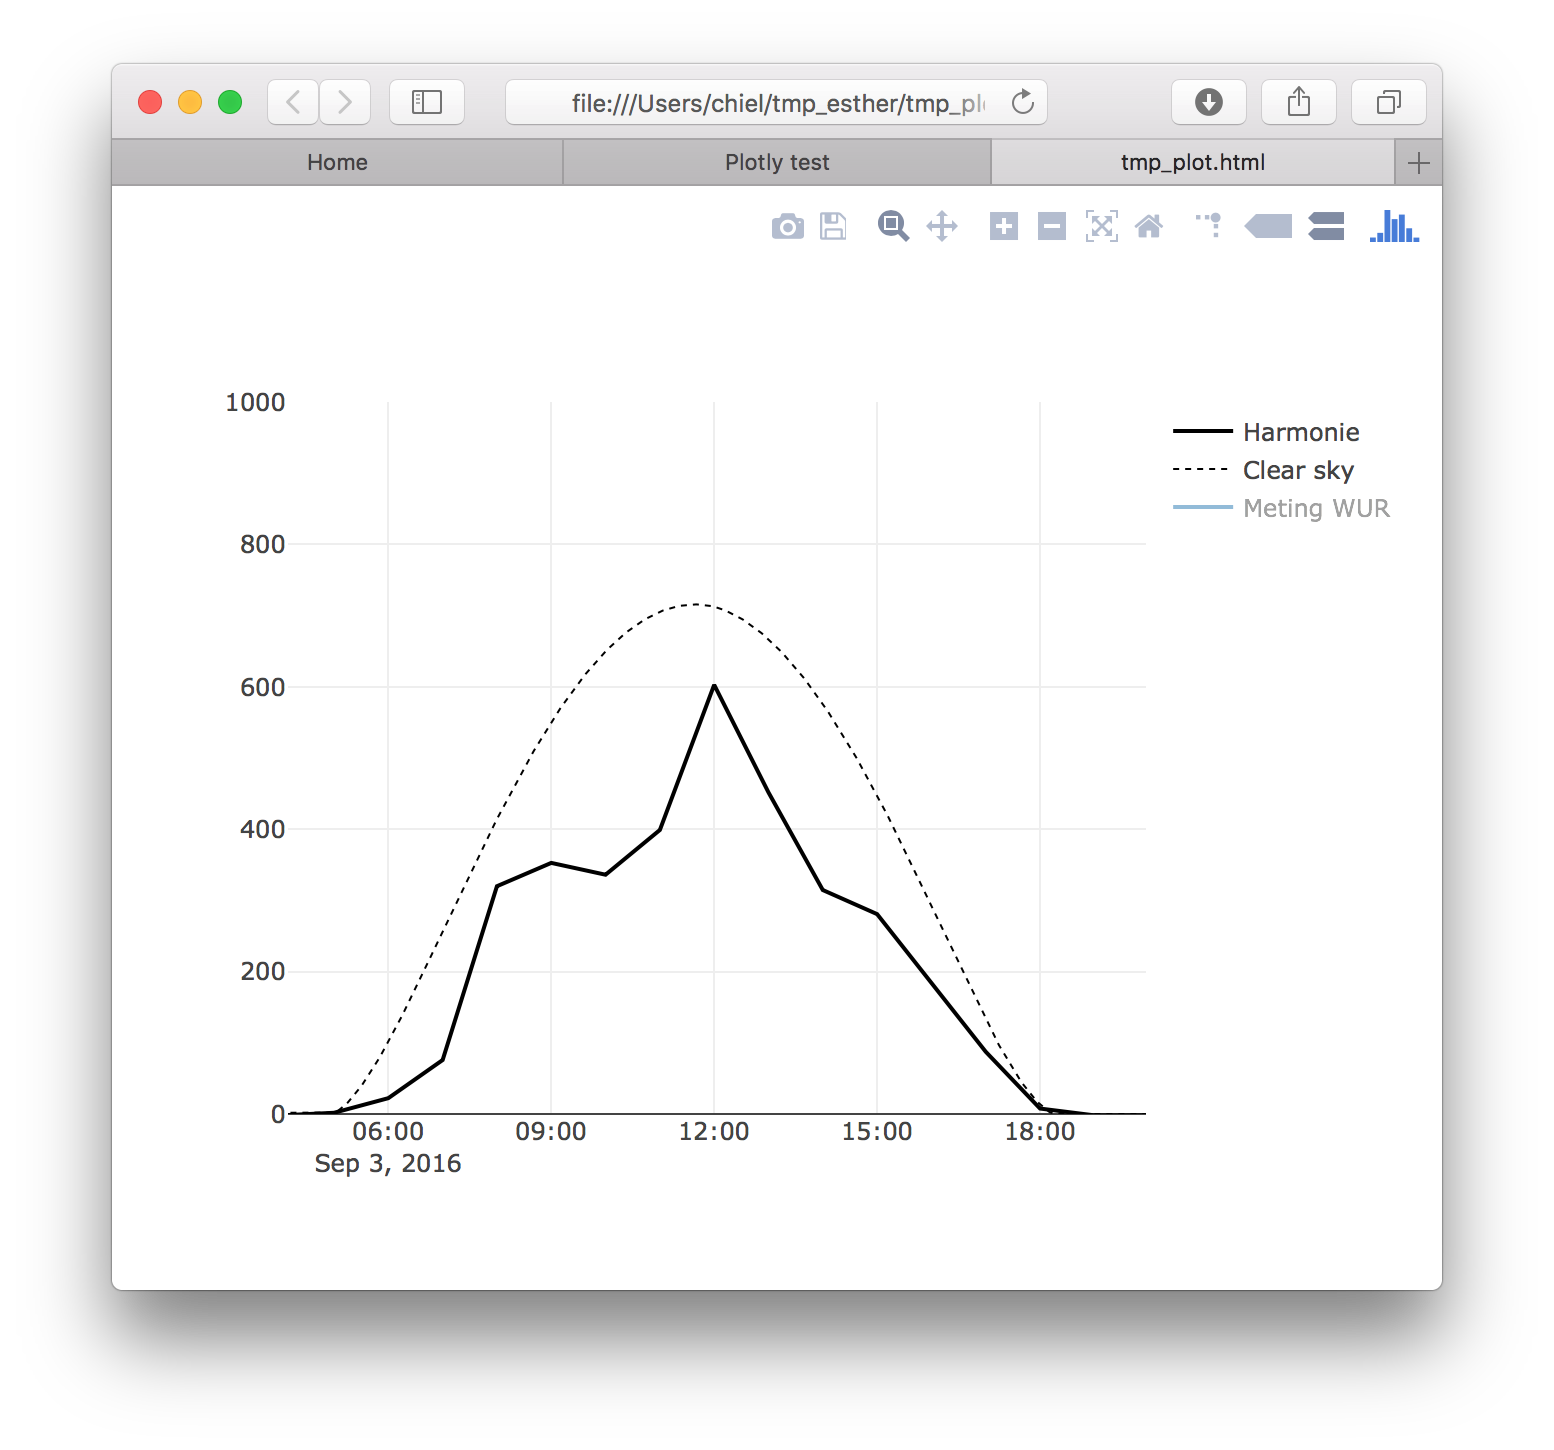 file:///Users/chiel/tmp_esther/tmp_pl
Home
Plotly test
tmp_plot.html
1000
800
600
400
200
0
06:00
09:00
12:00
15:00
18:00
Sep 3, 2016
Harmonie
Clear sky
Meting WUR